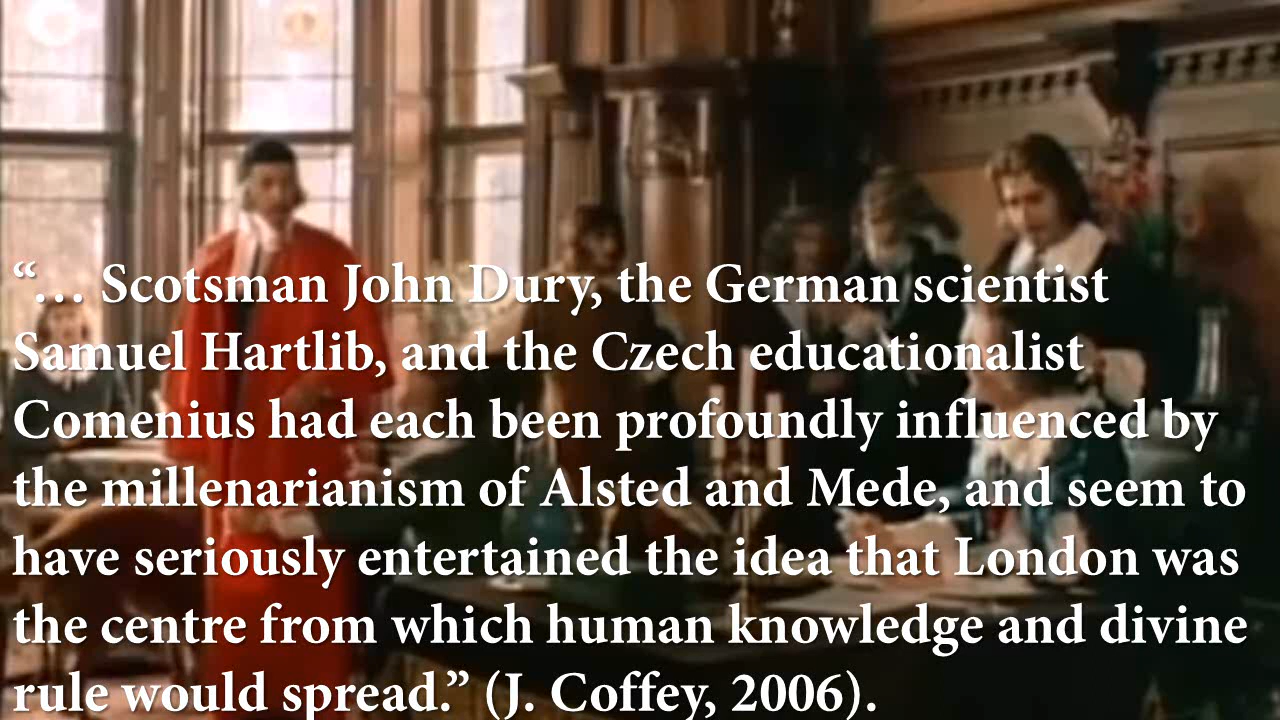 “… Scotsman John Dury, the German scientist
Samuel Hartlib, and the Czech educationalist
Comenius had each been profoundly influenced by
the millenarianism of Alsted and Mede, and seem to
have seriously entertained the idea that London was
the centre from which human knowledge and divine
rule would spread.” (J. Coffey, 2006).